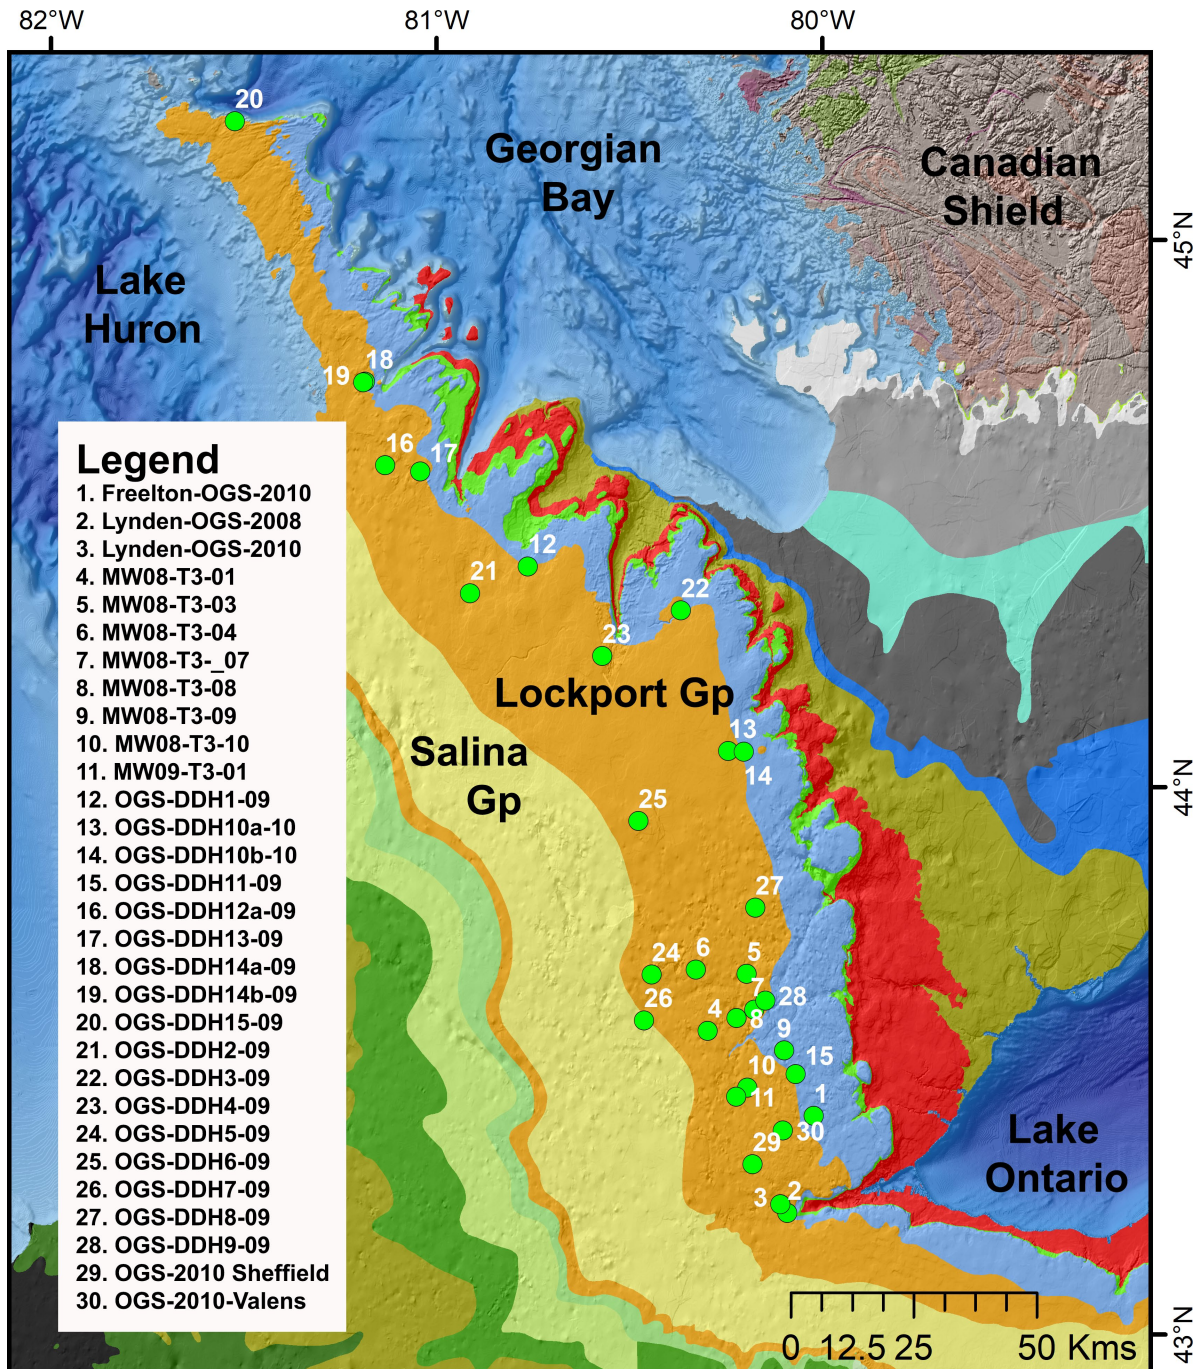 82°W 81°W 80°W
20
Georgian
Bay
Canadian
Shield
45°N
Lake
Huron
18
19
16
17
Legend
1. Freelton-OGS-2010
2. Lynden-OGS-2008
3. Lynden-OGS-2010
4. MW08-T3-01
5. MW08-T3-03
6. MW08-T3-04
7. MW08-T3-_07
8. MW08-T3-08
9. MW08-T3-09
10. MW08-T3-10
11. MW09-T3-01
12. OGS-DDH1-09
13. OGS-DDH10a-10
14. OGS-DDH10b-10
15. OGS-DDH11-09
16. OGS-DDH12a-09
17. OGS-DDH13-09
18. OGS-DDH14a-09
19. OGS-DDH14b-09
20. OGS-DDH15-09
21. OGS-DDH2-09
22. OGS-DDH3-09
23. OGS-DDH4-09
24. OGS-DDH5-09
25. OGS-DDH6-09
26. OGS-DDH7-09
27. OGS-DDH8-09
28. OGS-DDH9-09
29. OGS-2010 Sheffield
30. OGS-2010-Valens
12
21
22
23
Lockport Gp
13
14
Salina
Gp
44°N
25
27
24
6
5
26
7
28
4
8
9
10
15
11
1
30
29
Lake
Ontario
3
2
0 12.5 25 50 Kms
43°N